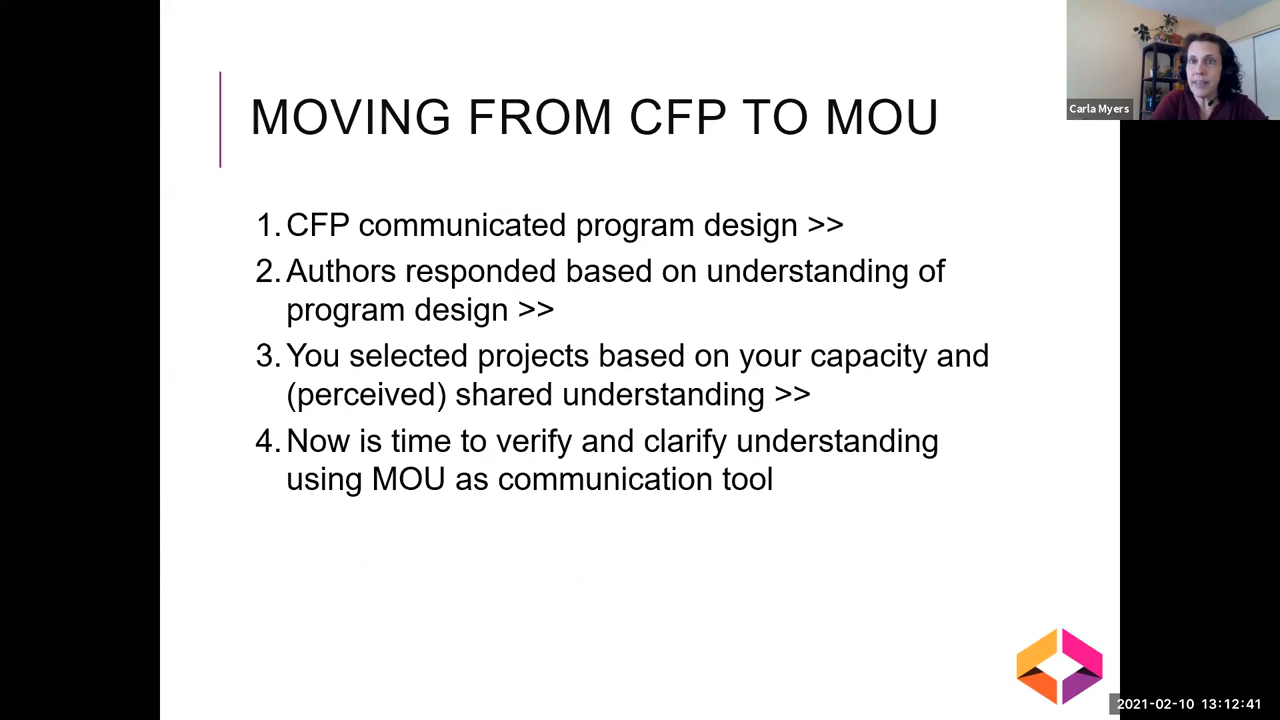 MOVING FROM CFP TO MOU
Carla Myers
1. CFP communicated program design >>
2. Authors responded based on understanding of
program design >>
3. You selected projects based on your capacity and
(perceived) shared understanding >>
4. Now is time to verify and clarify understanding
using MOU as communication tool
2021-02-10 13:12:41